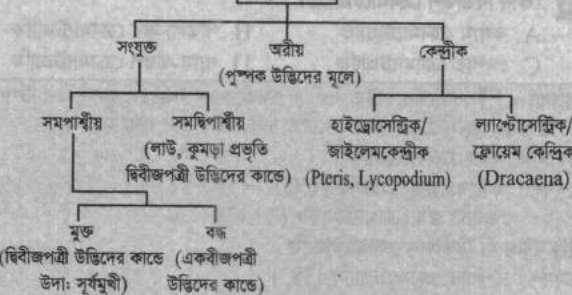 সংযুক্ত অরীয় কেন্দ্রীক
(পুষ্পক উদ্ভিদের মূলে)
সমপার্শ্বীয় সমদ্বিপার্শ্বীয় হাইড্রোসেন্ট্রিক/ ল্যাপ্টোসেন্ট্রিক/
(লাউ, কুমড়া প্রভৃতি জাইলেমকেন্দ্রীক ফ্লোয়েম কেন্দ্রিক
দ্বিবীজপত্রী উদ্ভিদের কান্ডে) (Pteris, Lycopodium) (Dracaena)
মুক্ত বদ্ধ
(দ্বিবীজপত্রী উদ্ভিদের কান্ডে (একবীজপত্রী
উদাঃ সূর্যমুখী) উদ্ভিদের কান্ডে)